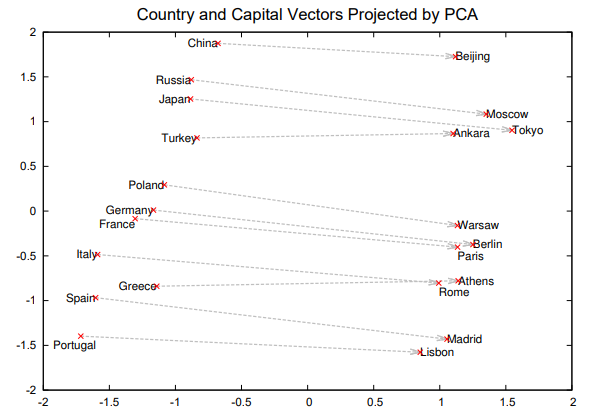 Country and Capital Vectors Projected by PCA
2
China
Beijing
1.5
Russia
Japan
Moscow
1
Tokyo
Turkey
Ankara
0.5
Poland
Germany
0
France
Warsaw
Berlin
-0.5
Italy
Paris
Greece
Athens
Rome
-1
Spain
Madrid
-1.5
Portugal
Lisbon
-2
-2 -1.5 -1 -0.5 0 0.5 1 1.5 2